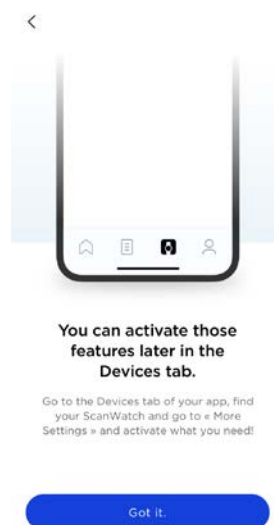 You can activate those
features later in the
Devices tab.
Go to the Devices tab of your app, find
your ScanWatch and go to « More
Settings » and activate what you need!
Got it.